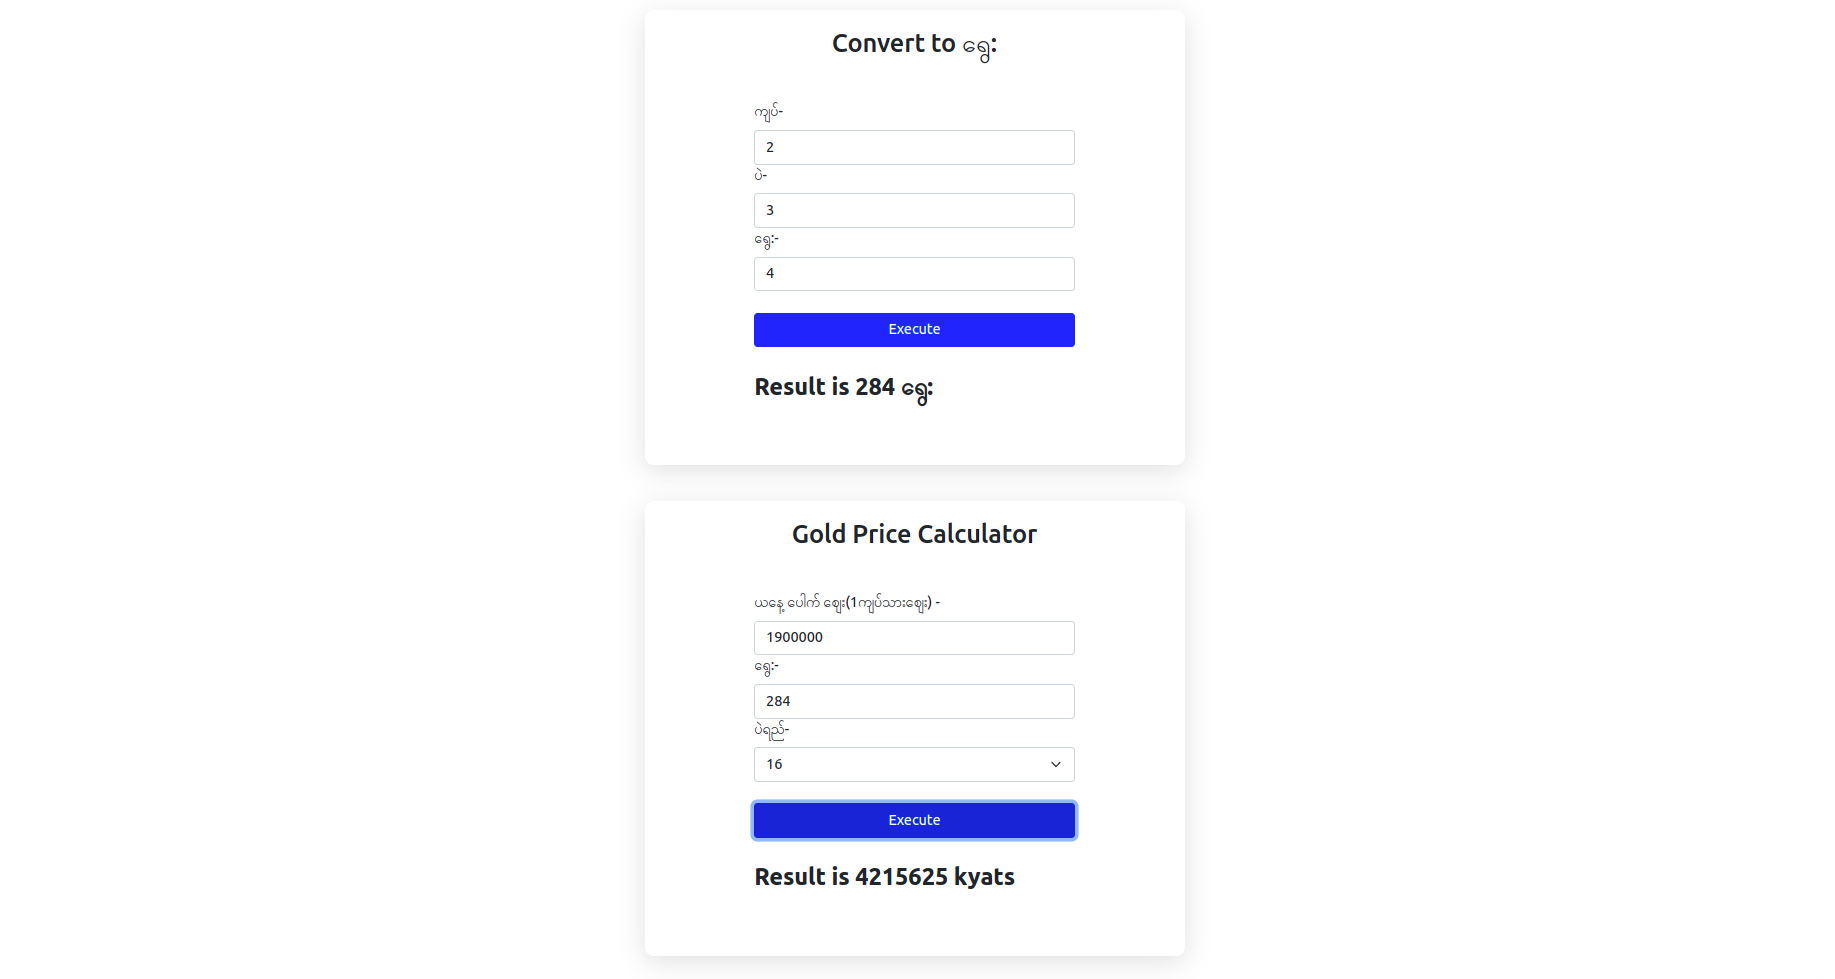 Convert to ရွေး
ကျပ်-
2
ပဲ-
3
ရွေး-
4
Execute
Result is 284 ရွေး
Gold Price Calculator
ယနေ့ ပေါက် ဈေး(1ကျပ်သားဈေး) -
1900000
ရွေး-
284
ပဲရည်-
16
Execute
Result is 4215625 kyats